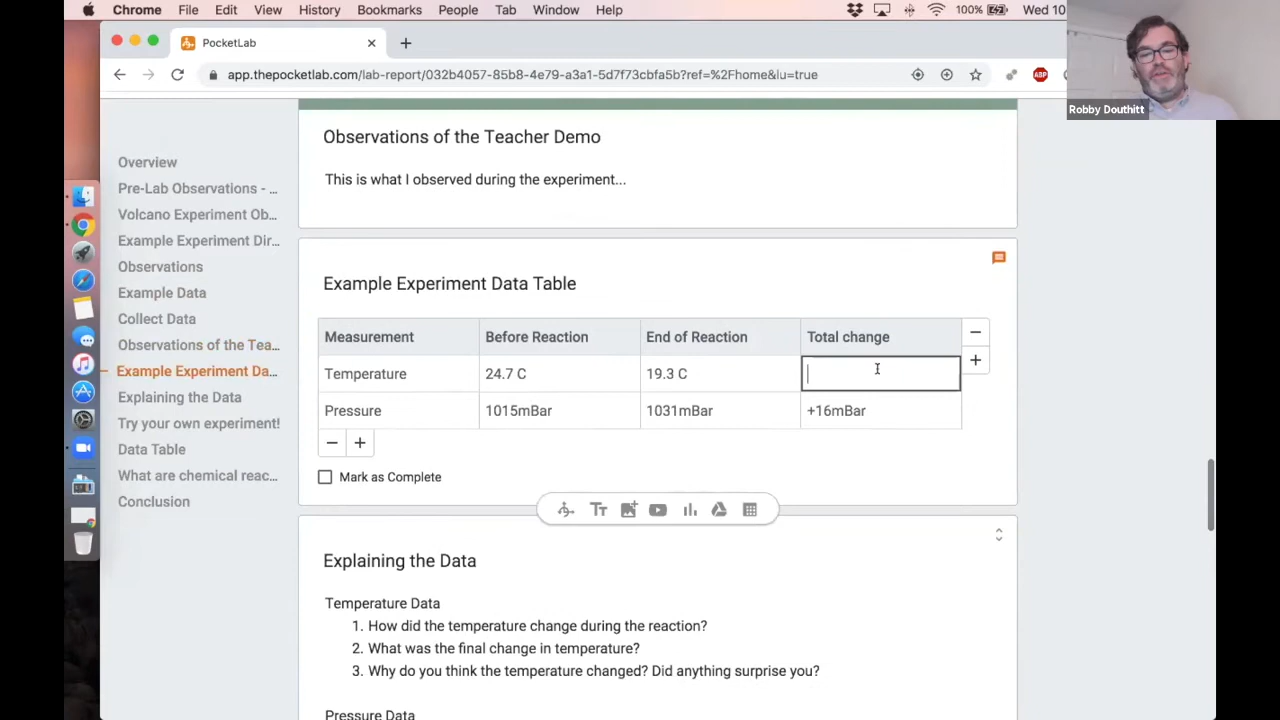 Chrome File Edit View History Bookmarks People Tab Window Help 100% Wed 10
PocketLab
app.thepocketlab.com/lab-report/032b4057-85b8-4e79-a3a1-5d7f73cbfa5b?ref=%2Fhome&iu=true
ABP
Robby Douthitt
Overview
Pre-Lab Observations - ...
Volcano Experiment Ob...
Example Experiment Dir...
Observations
Example Data
Collect Data
Observations of the Tea...
Example Experiment Da...
Explaining the Data
Try your own experiment!
Data Table
What are chemical reac...
Conclusion
Observations of the Teacher Demo
This is what I observed during the experiment...
Example Experiment Data Table
Measurement Before Reaction End of Reaction Total change
Temperature 24.7 C 19.3 C
Pressure 1015mBar 1031mBar +16mBar
Mark as Complete
Tт
Explaining the Data
Temperature Data
1. How did the temperature change during the reaction?
2. What was the final change in temperature?
3. Why do you think the temperature changed? Did anything surprise you?
Pressure Data